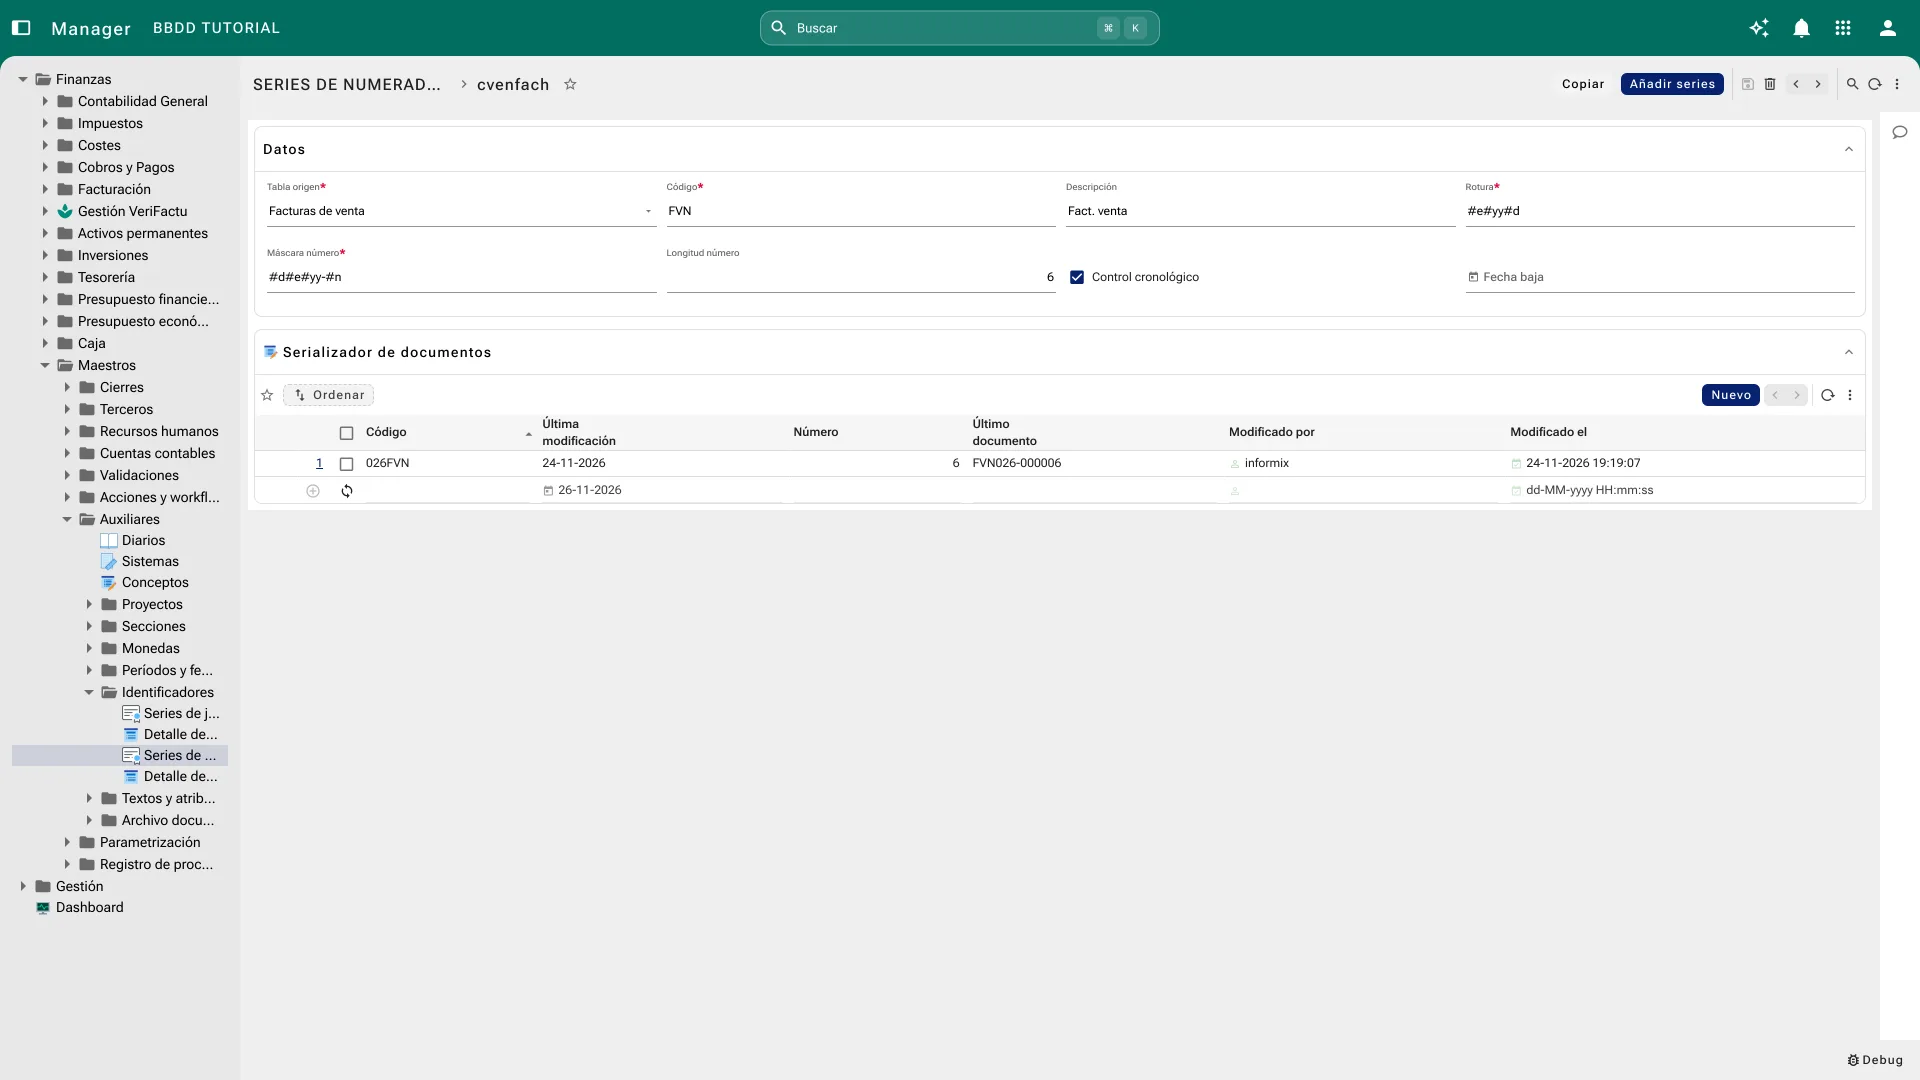 Manager BBDD TUTORIAL
Buscar ⌘ K
Finanzas
Contabilidad General
Impuestos
Costes
Cobros y Pagos
Facturación
Gestión VeriFactu
Activos permanentes
Inversiones
Tesorería
Presupuesto financie...
Presupuesto econó...
Caja
Maestros
Cierres
Terceros
Recursos humanos
Cuentas contables
Validaciones
Acciones y workfl...
Auxiliares
Diarios
Sistemas
Conceptos
Proyectos
Secciones
Monedas
Períodos y fe...
Identificadores
Series de j...
Detalle de...
Series de ...
Detalle de...
Textos y atrib...
Archivo docu...
Parametrización
Registro de proc...
Gestión
Dashboard
SERIES DE NUMERAD... > cvenfach
Copiar
Añadir series
Datos
Tabla origen* Código* Descripción Rotura*
Facturas de venta FVN Fact. venta #e#yy#d
Máscara número* Longitud número
#d#e#yy-#n 6 Control cronológico Fecha baja
Serializador de documentos
Ordenar
Nuevo
Código Última modificación Número Último documento Modificado por Modificado el
1 026FVN 24-11-2026 6 FVN026-000006 informix 24-11-2026 19:19:07
26-11-2026 dd-MM-yyyy HH:mm:ss
Debug